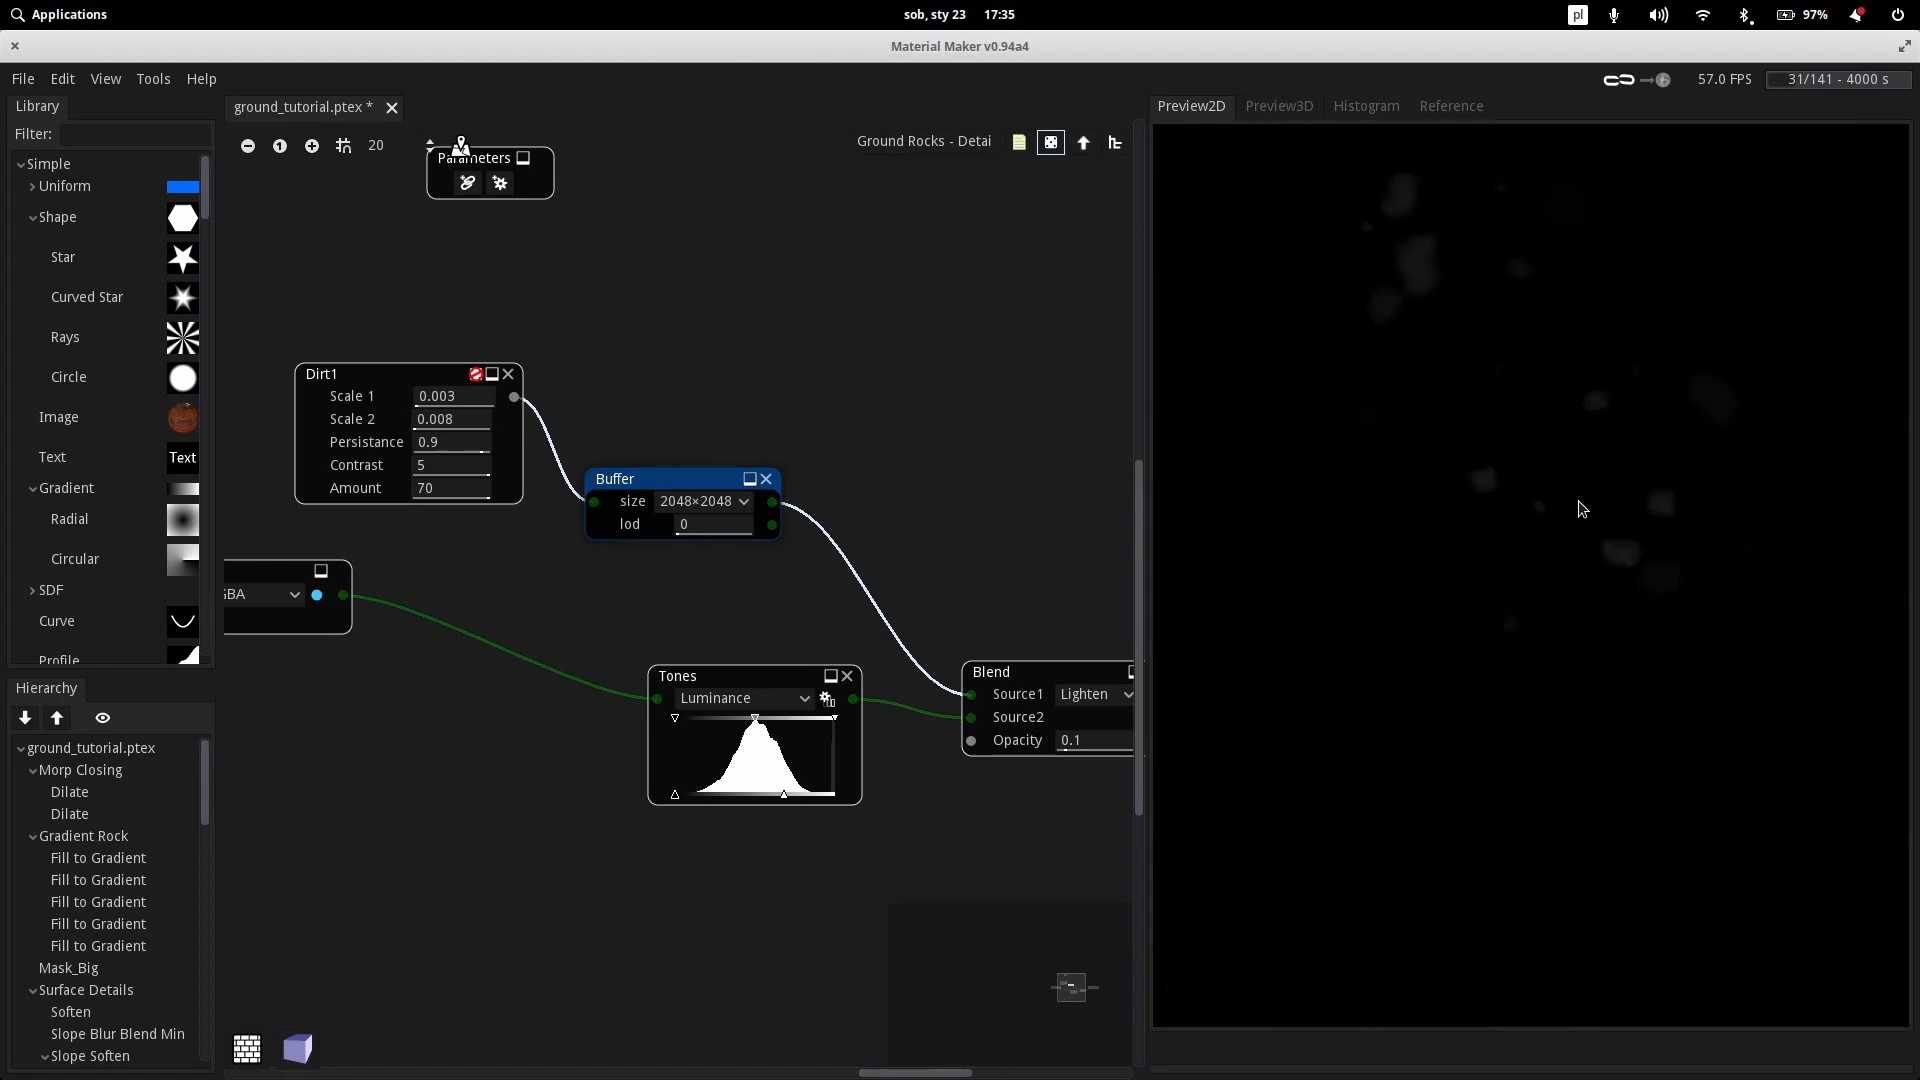 Applications
sob, sty 23 17:35
pl
97%
Material Maker v0.94a4
File Edit View Tools Help
57.0 FPS
31/141 - 4000 s
Library
Filter:
Simple
Uniform
Shape
Star
Curved Star
Rays
Circle
Image
Text
Text
Gradient
Radial
Circular
SDF
Curve
Profile
Hierarchy
ground_tutorial.ptex
Morp Closing
Dilate
Dilate
Gradient Rock
Fill to Gradient
Fill to Gradient
Fill to Gradient
Fill to Gradient
Fill to Gradient
Mask_Big
Surface Details
Soften
Slope Blur Blend Min
Slope Soften
ground_tutorial.ptex *
1
20
Ground Rocks - Detai
Parameters
Dirt1
Scale 1 0.003
Scale 2 0.008
Persistance 0.9
Contrast 5
Amount 70
Buffer
size 2048×2048
lod 0
GBA
Tones
Luminance
Blend
Source1 Lighten
Source2
Opacity 0.1
Preview2D Preview3D Histogram Reference